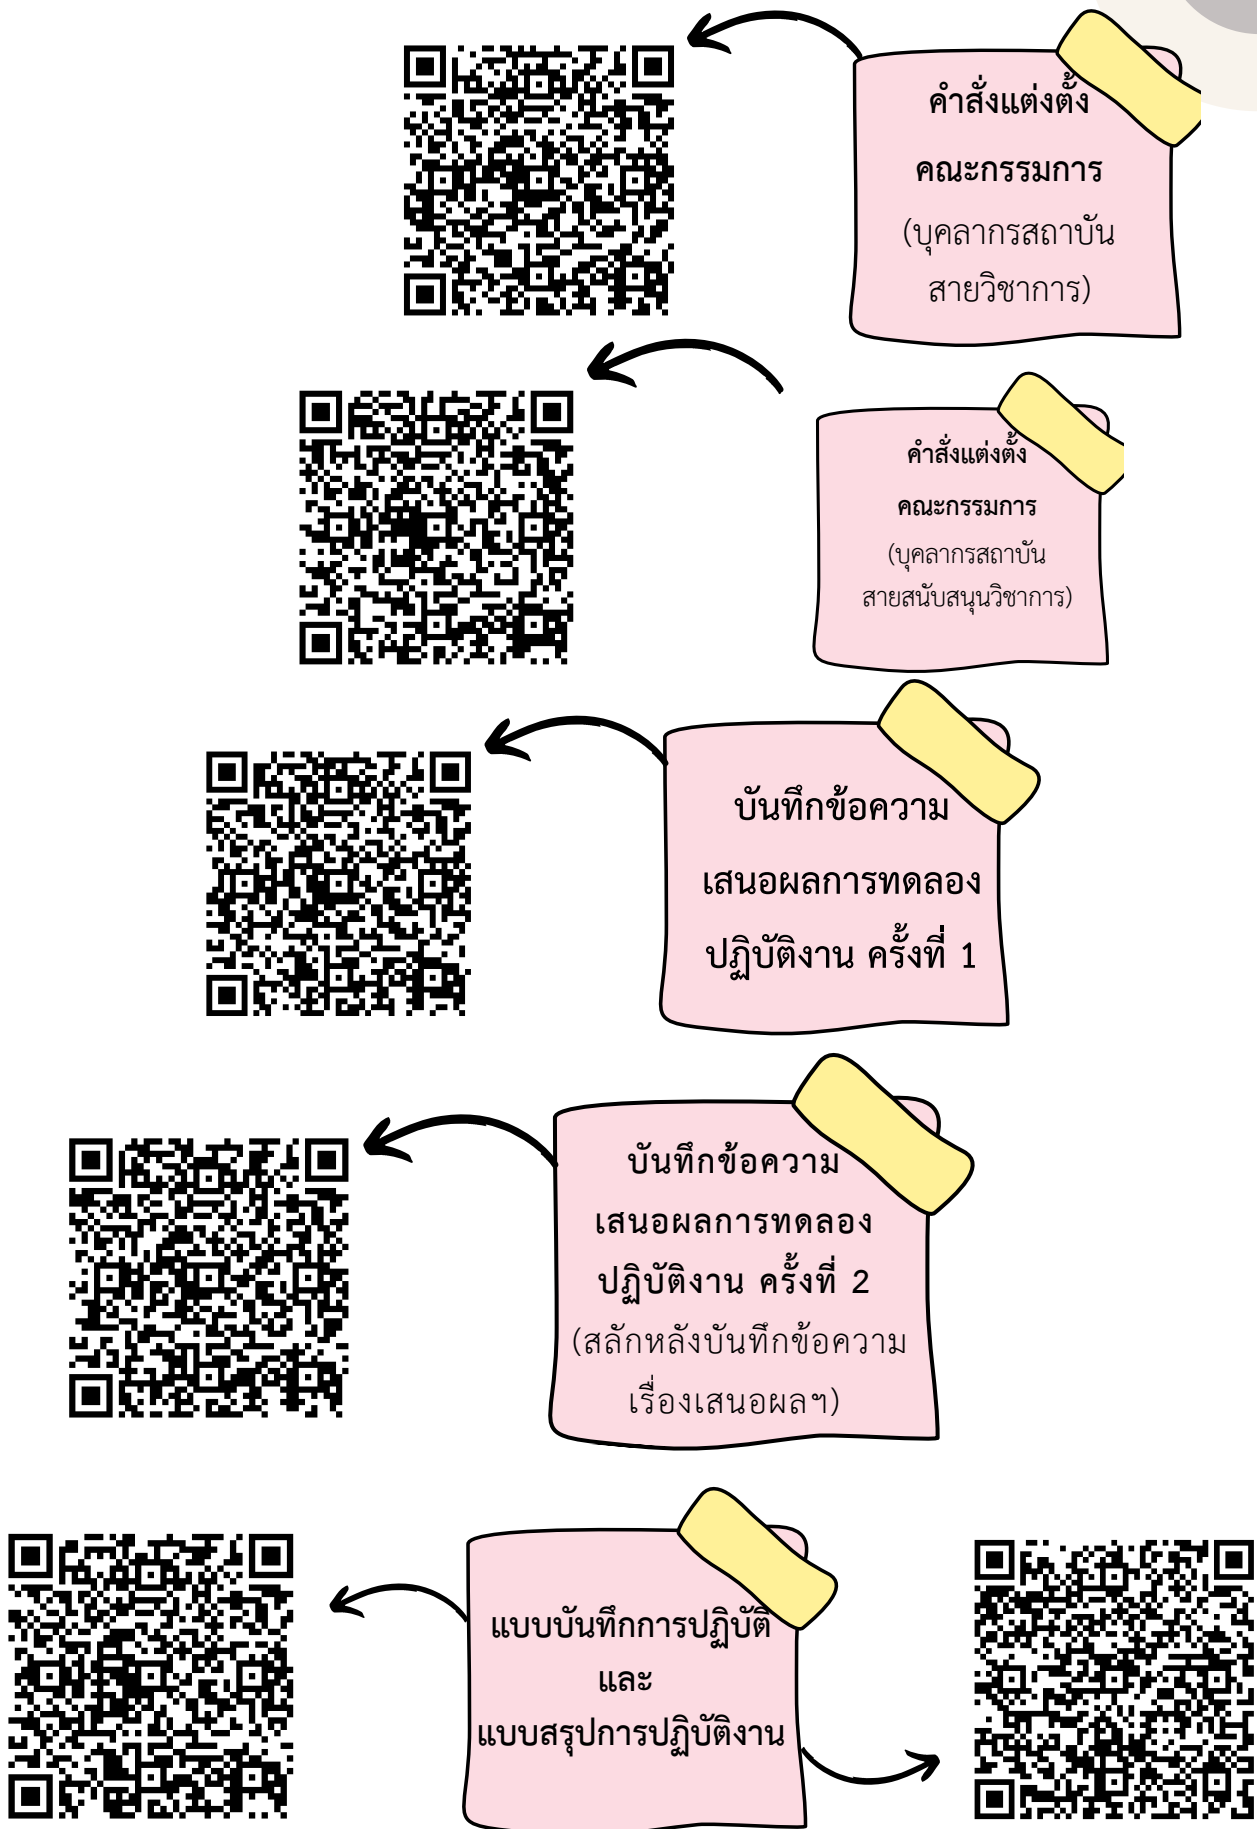 คำสั่งแต่งตั้ง
คณะกรรมการ
(บุคลากรสถาบัน
สายวิชาการ)
คำสั่งแต่งตั้ง
คณะกรรมการ
(บุคลากรสถาบัน
สายสนับสนุนวิชาการ)
บันทึกข้อความ
เสนอผลการทดลอง
ปฏิบัติงาน ครั้งที่ 1
บันทึกข้อความ
เสนอผลการทดลอง
ปฏิบัติงาน ครั้งที่ 2
(สลักหลังบันทึกข้อความ
เรื่องเสนอผลฯ)
แบบบันทึกการปฏิบัติ
และ
แบบสรุปการปฏิบัติงาน